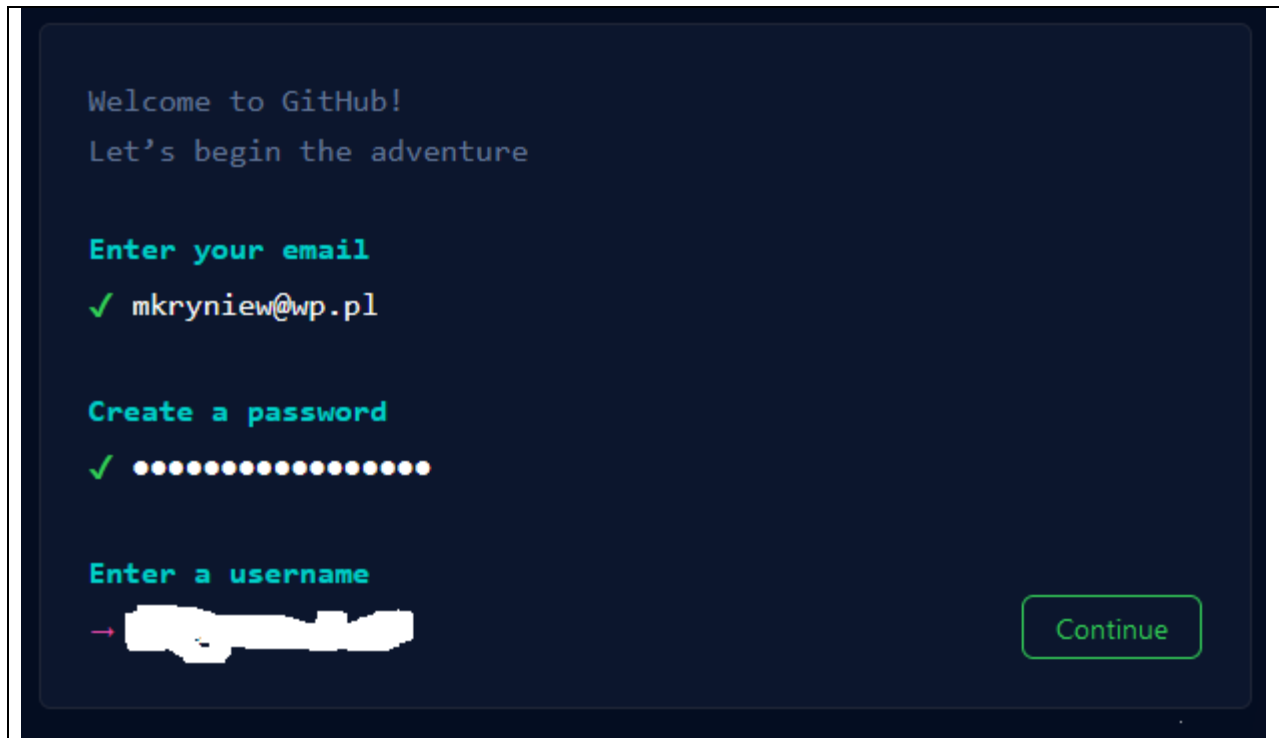 Welcome to GitHub!
Let’s begin the adventure
Enter your email
✓ mkryniew@wp.pl
Create a password
✓ •••••••••••••••••
Enter a username
→
Continue